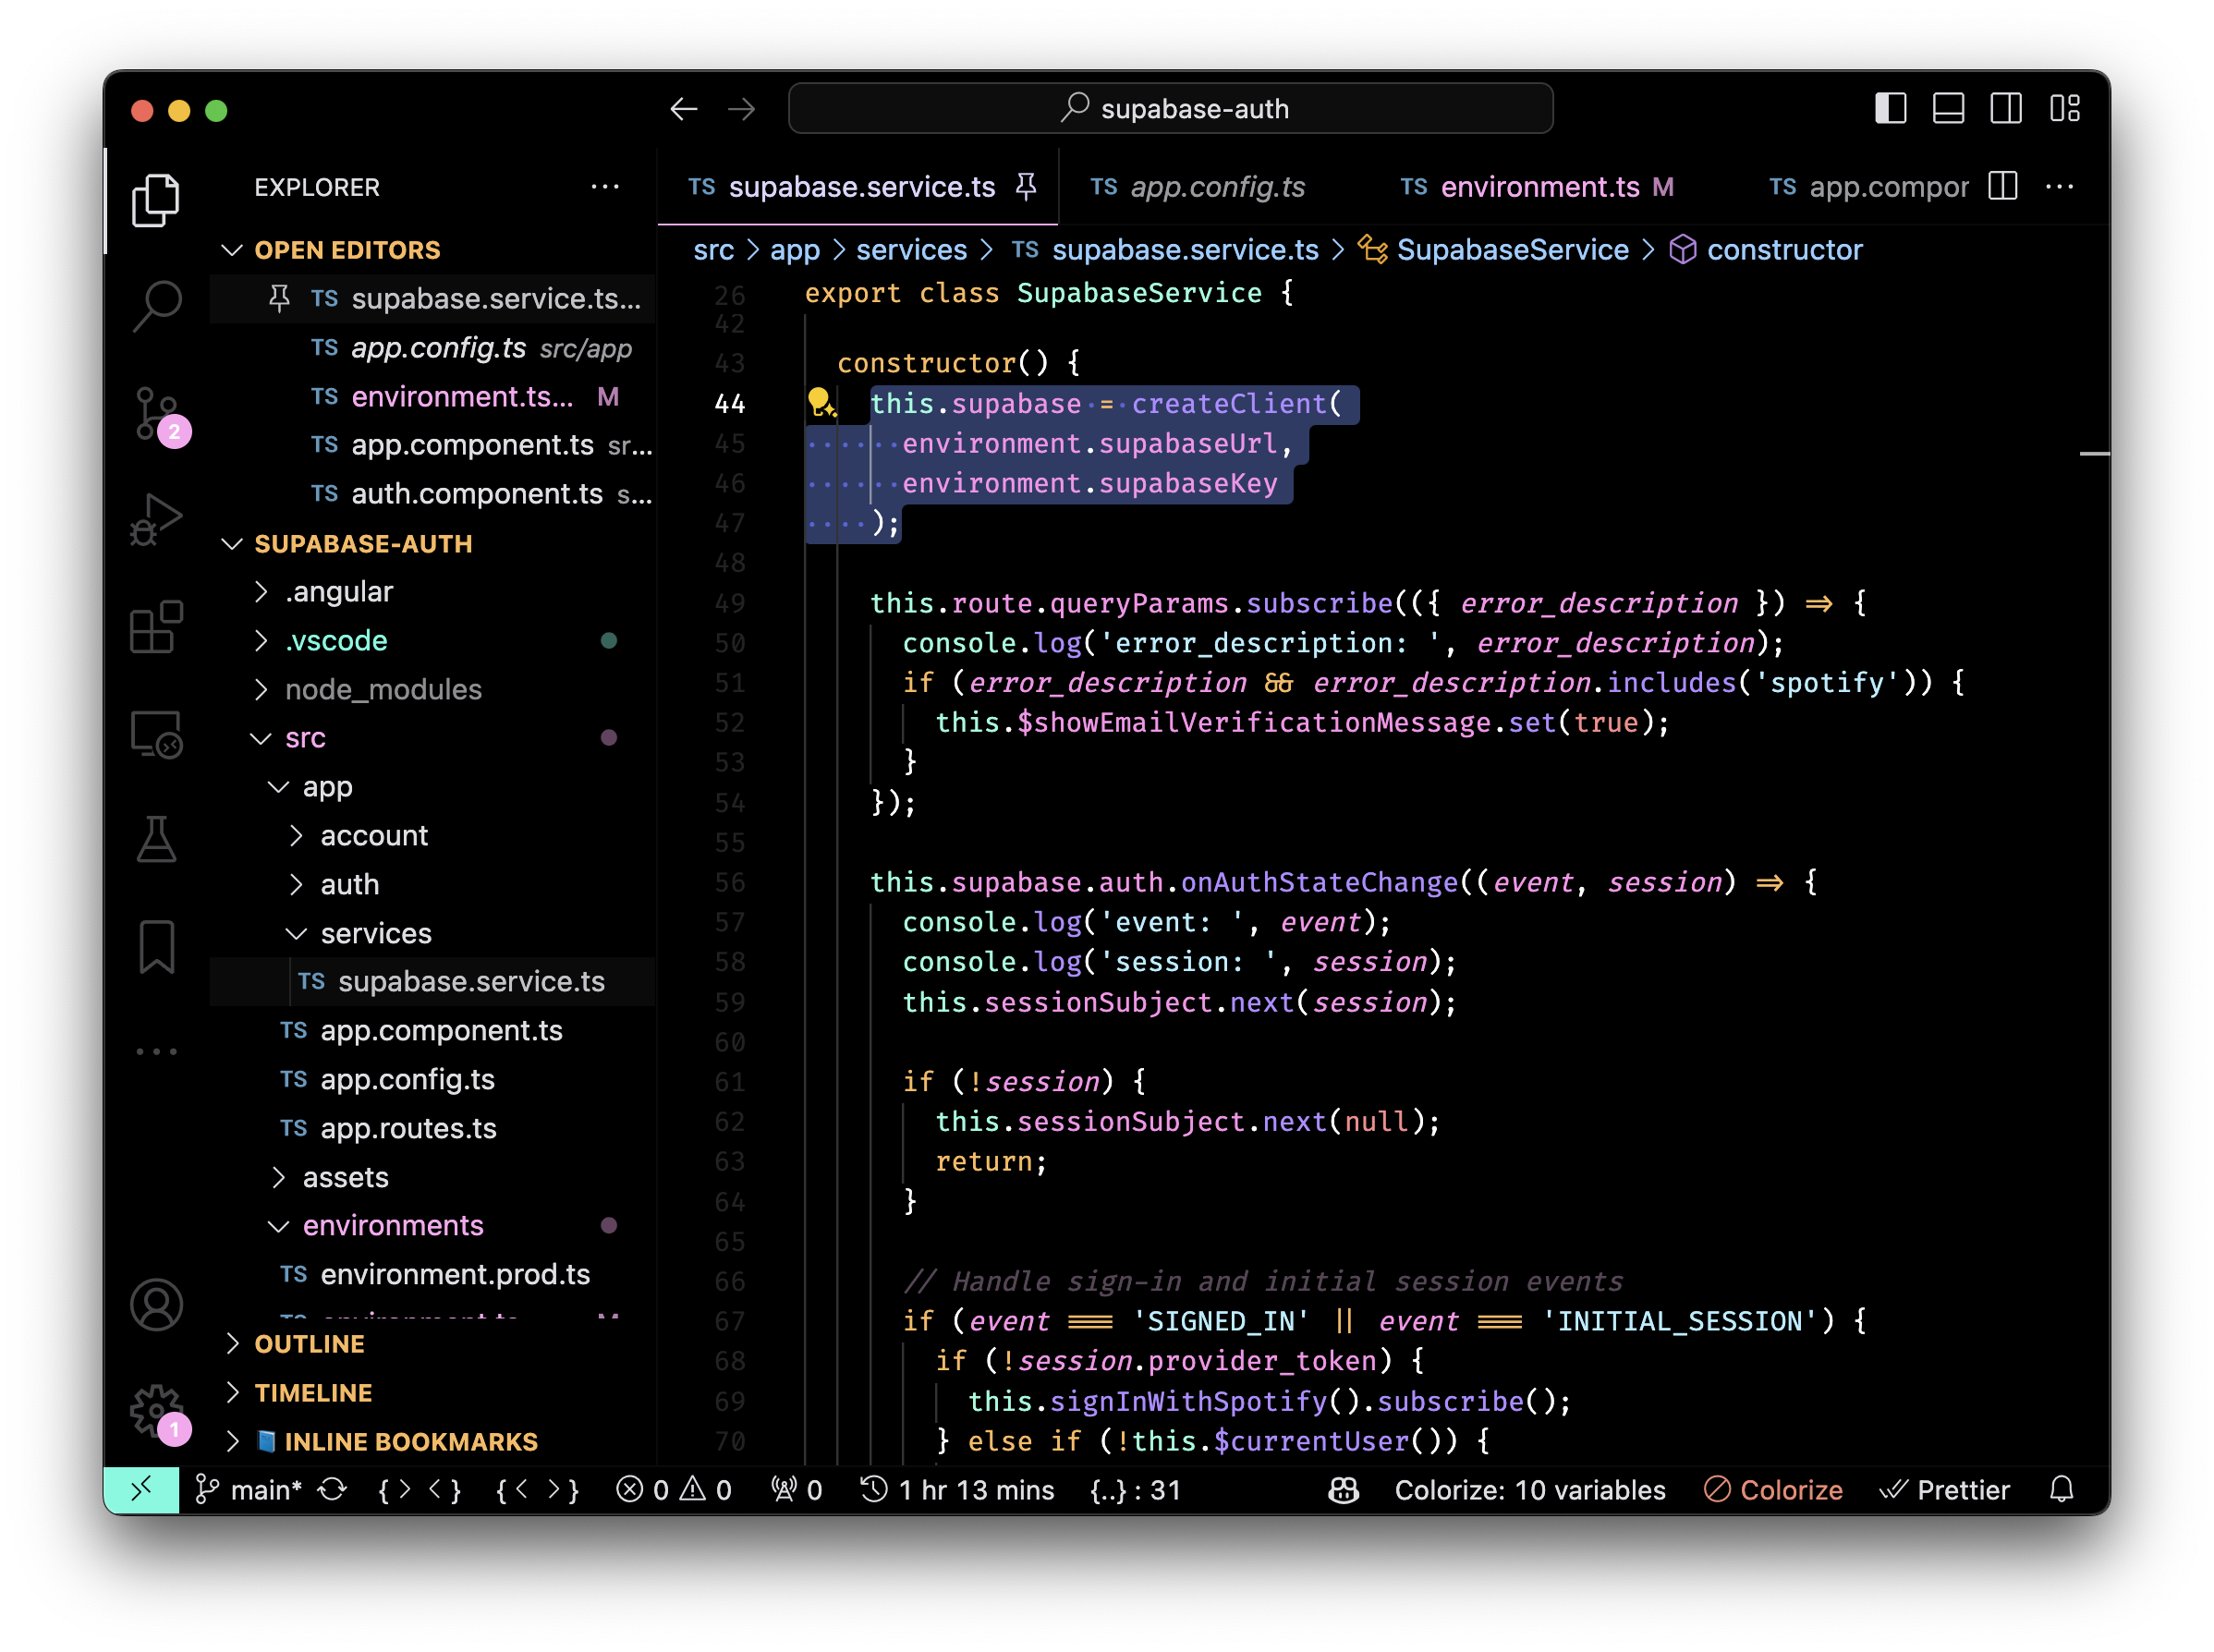 supabase-auth
EXPLORER
OPEN EDITORS
TS supabase.service.ts...
TS app.config.ts src/app
TS environment.ts... M
TS app.component.ts sr...
TS auth.component.ts s...
SUPABASE-AUTH
.angular
.vscode
node_modules
src
app
account
auth
services
TS supabase.service.ts
TS app.component.ts
TS app.config.ts
TS app.routes.ts
assets
environments
TS environment.prod.ts
OUTLINE
TIMELINE
INLINE BOOKMARKS
2
1
TS supabase.service.ts TS app.config.ts TS environment.ts M TS app.compor
src > app > services > TS supabase.service.ts > SupabaseService > constructor
26 export class SupabaseService {
42
43 constructor() {
44 this.supabase = createClient(
45 environment.supabaseUrl,
46 environment.supabaseKey
47 );
48
49 this.route.queryParams.subscribe(({ error_description }) => {
50 console.log('error_description: ', error_description);
51 if (error_description && error_description.includes('spotify')) {
52 this.$showEmailVerificationMessage.set(true);
53 }
54 });
55
56 this.supabase.auth.onAuthStateChange((event, session) => {
57 console.log('event: ', event);
58 console.log('session: ', session);
59 this.sessionSubject.next(session);
60
61 if (!session) {
62 this.sessionSubject.next(null);
63 return;
64 }
65
66 // Handle sign-in and initial session events
67 if (event === 'SIGNED_IN' || event === 'INITIAL_SESSION') {
68 if (!session.provider_token) {
69 this.signInWithSpotify().subscribe();
70 } else if (!this.$currentUser()) {
main* { > < } { < > } 0 0 0 1 hr 13 mins {..} : 31 Colorize: 10 variables Colorize Prettier